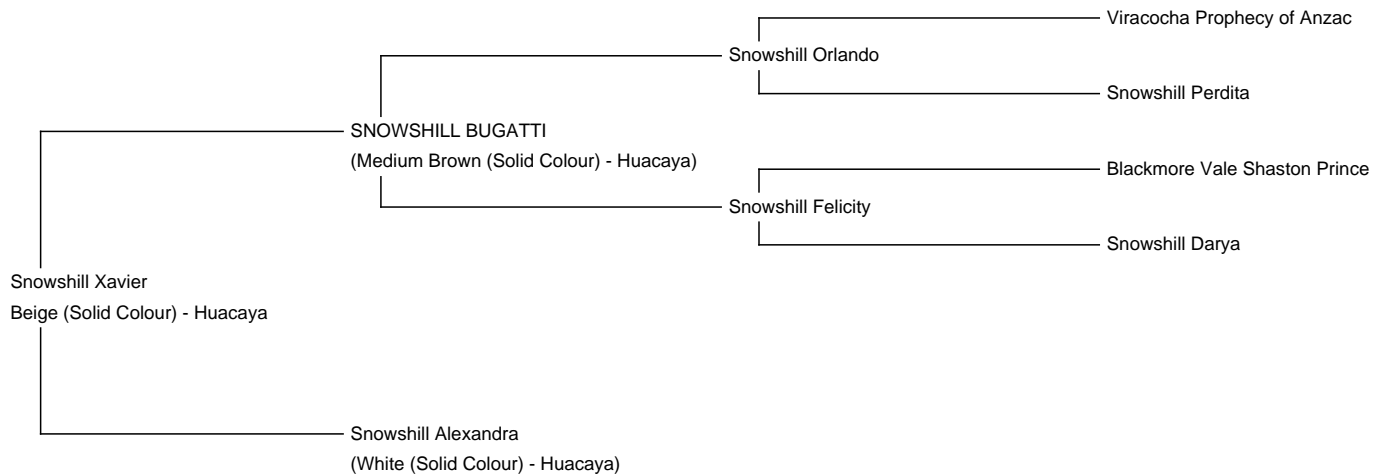 Viracocha Prophecy of Anzac
Snowshill Orlando
Snowshill Perdita
SNOWSHILL BUGATTI
(Medium Brown (Solid Colour) - Huacaya)
Blackmore Vale Shaston Prince
Snowshill Felicity
Snowshill Darya
Snowshill Xavier
Beige (Solid Colour) - Huacaya
Snowshill Alexandra
(White (Solid Colour) - Huacaya)